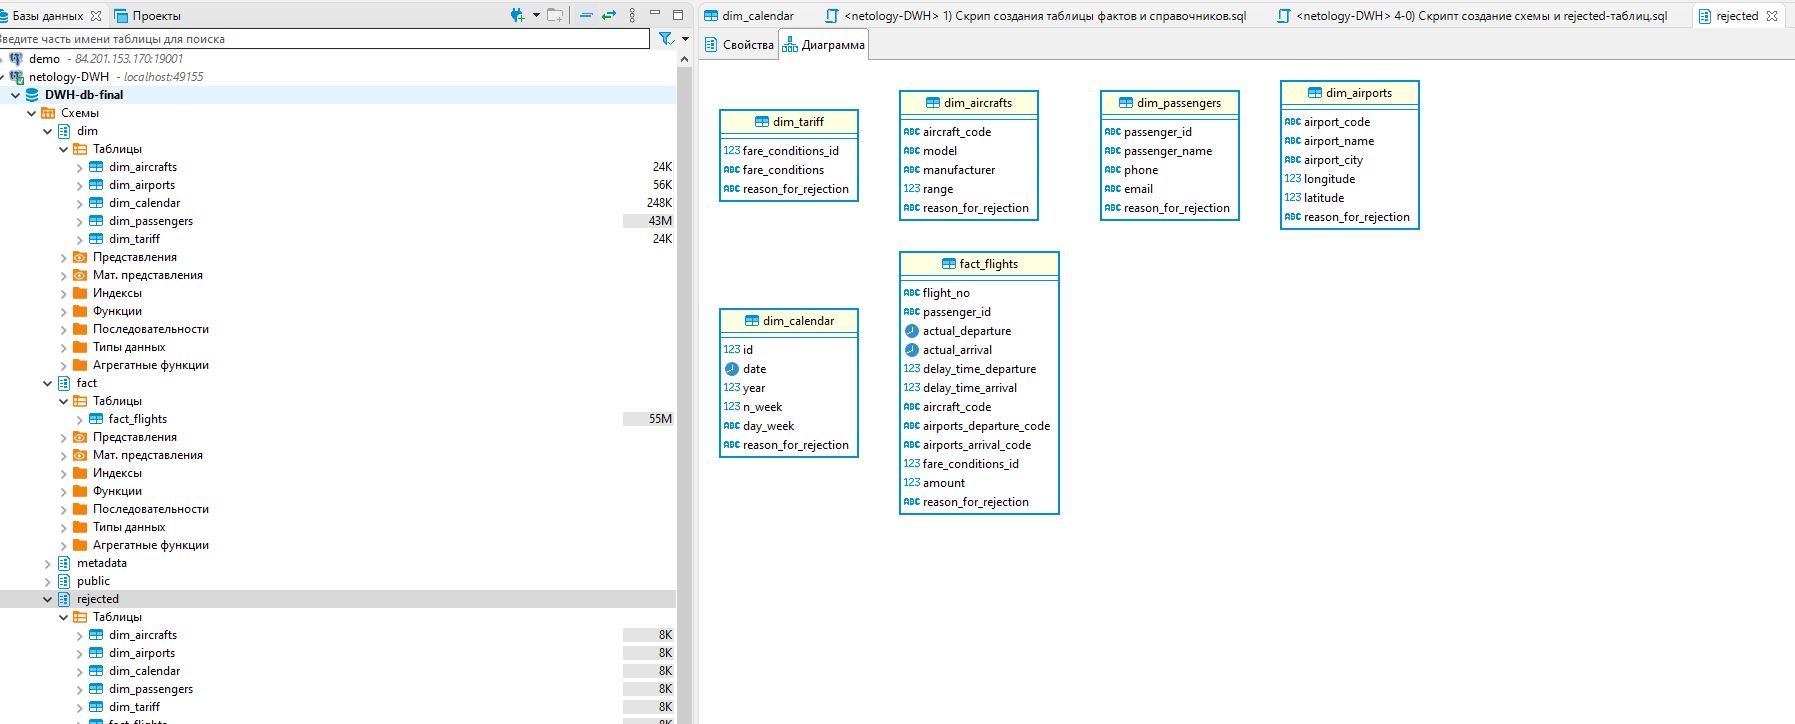 Базы данных
Проекты
Введите часть имени таблицы для поиска
demo - 84.201.153.170:19001
netology-DWH - localhost:49155
DWH-db-final
Схемы
dim
Таблицы
dim_aircrafts 24K
dim_airports 56K
dim_calendar 248K
dim_passengers 43M
dim_tariff 24K
Представления
Мат. представления
Индексы
Функции
Последовательности
Типы данных
Агрегатные функции
fact
Таблицы
fact_flights 55M
Представления
Мат. представления
Индексы
Функции
Последовательности
Типы данных
Агрегатные функции
metadata
public
rejected
Таблицы
dim_aircrafts 8K
dim_airports 8K
dim_calendar 8K
dim_passengers 8K
dim_tariff 8K
fact_flights 8K
dim_calendar
<netology-DWH> 1) Скрип создания таблицы фактов и справочников.sql
<netology-DWH> 4-0) Скрипт создание схемы и rejected-таблиц.sql
rejected
Свойства
Диаграмма
dim_tariff
123 fare_conditions_id
ABC fare_conditions
ABC reason_for_rejection
dim_aircrafts
ABC aircraft_code
ABC model
ABC manufacturer
123 range
ABC reason_for_rejection
dim_passengers
ABC passenger_id
ABC passenger_name
ABC phone
ABC email
ABC reason_for_rejection
dim_airports
ABC airport_code
ABC airport_name
ABC airport_city
123 longitude
123 latitude
ABC reason_for_rejection
dim_calendar
123 id
date
123 year
123 n_week
ABC day_week
ABC reason_for_rejection
fact_flights
ABC flight_no
ABC passenger_id
actual_departure
actual_arrival
123 delay_time_departure
123 delay_time_arrival
ABC aircraft_code
ABC airports_departure_code
ABC airports_arrival_code
123 fare_conditions_id
123 amount
ABC reason_for_rejection